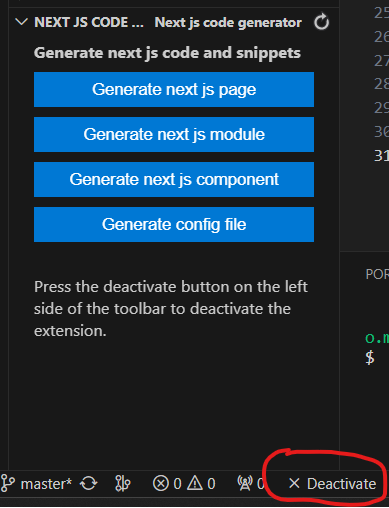 NEXT JS CODE ... Next js code generator
25
Generate next js code and snippets
26
27
Generate next js page
28
29
Generate next js module
30
31
Generate next js component
Generate config file
Press the deactivate button on the left
side of the toolbar to deactivate the
extension.
POR
o.m
$
master* 0 0 0 × Deactivate